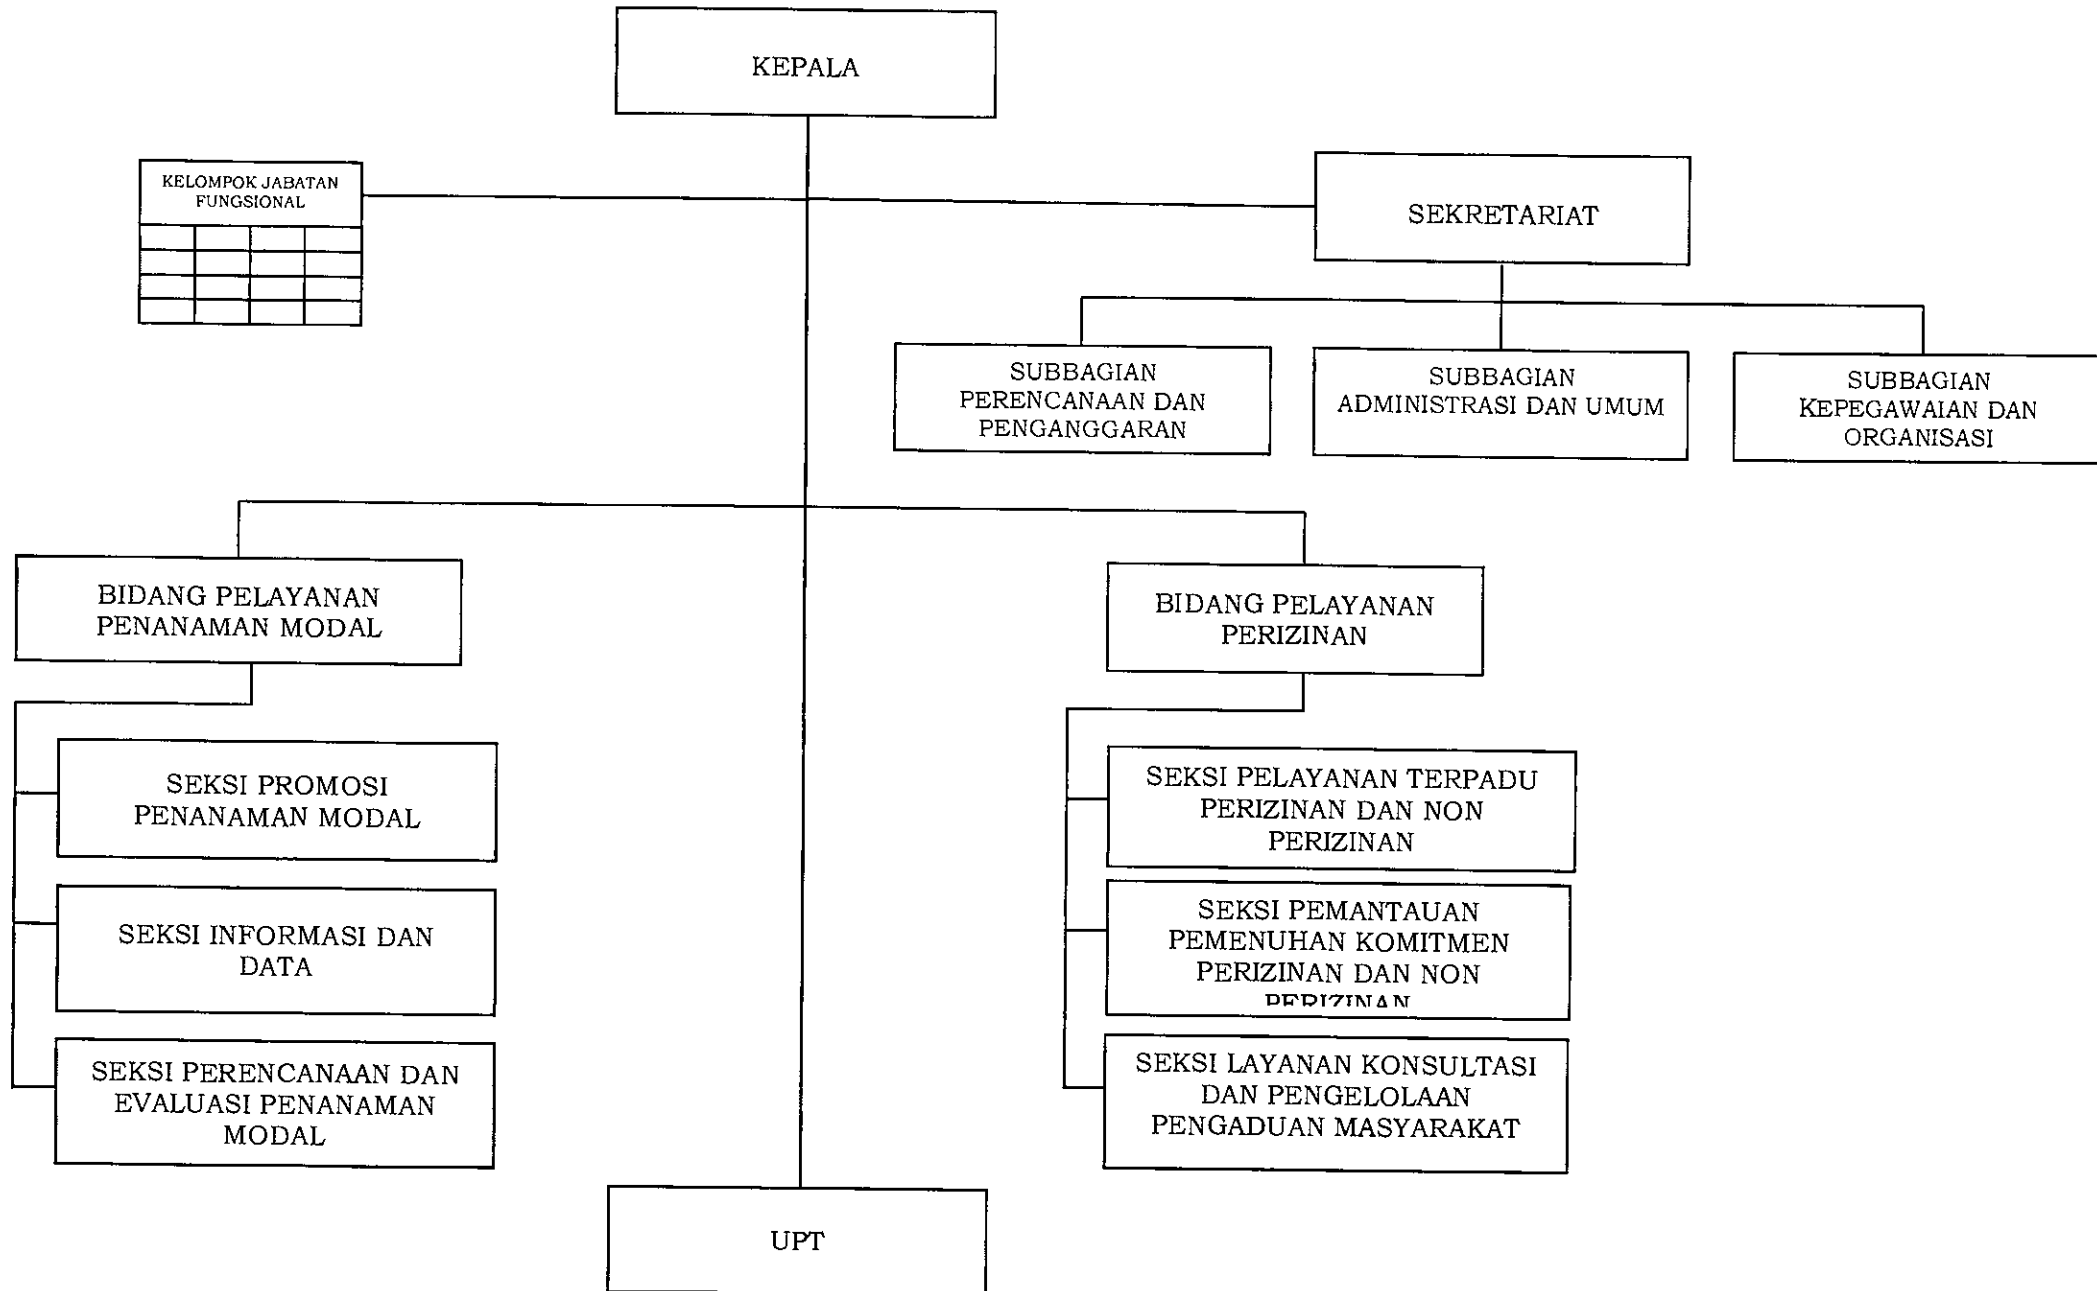 KEPALA
KELOMPOK JABATAN
FUNGSIONAL
SEKRETARIAT
SUBBAGIAN
PERENCANAAN DAN
PENGANGGARAN
SUBBAGIAN
ADMINISTRASI DAN UMUM
SUBBAGIAN
KEPEGAWAIAN DAN
ORGANISASI
BIDANG PELAYANAN
PENANAMAN MODAL
BIDANG PELAYANAN
PERIZINAN
SEKSI PROMOSI
PENANAMAN MODAL
SEKSI INFORMASI DAN
DATA
SEKSI PERENCANAAN DAN
EVALUASI PENANAMAN
MODAL
SEKSI PELAYANAN TERPADU
PERIZINAN DAN NON
PERIZINAN
SEKSI PEMANTAUAN
PEMENUHAN KOMITMEN
PERIZINAN DAN NON
PERIZINAN
SEKSI LAYANAN KONSULTASI
DAN PENGELOLAAN
PENGADUAN MASYARAKAT
UPT